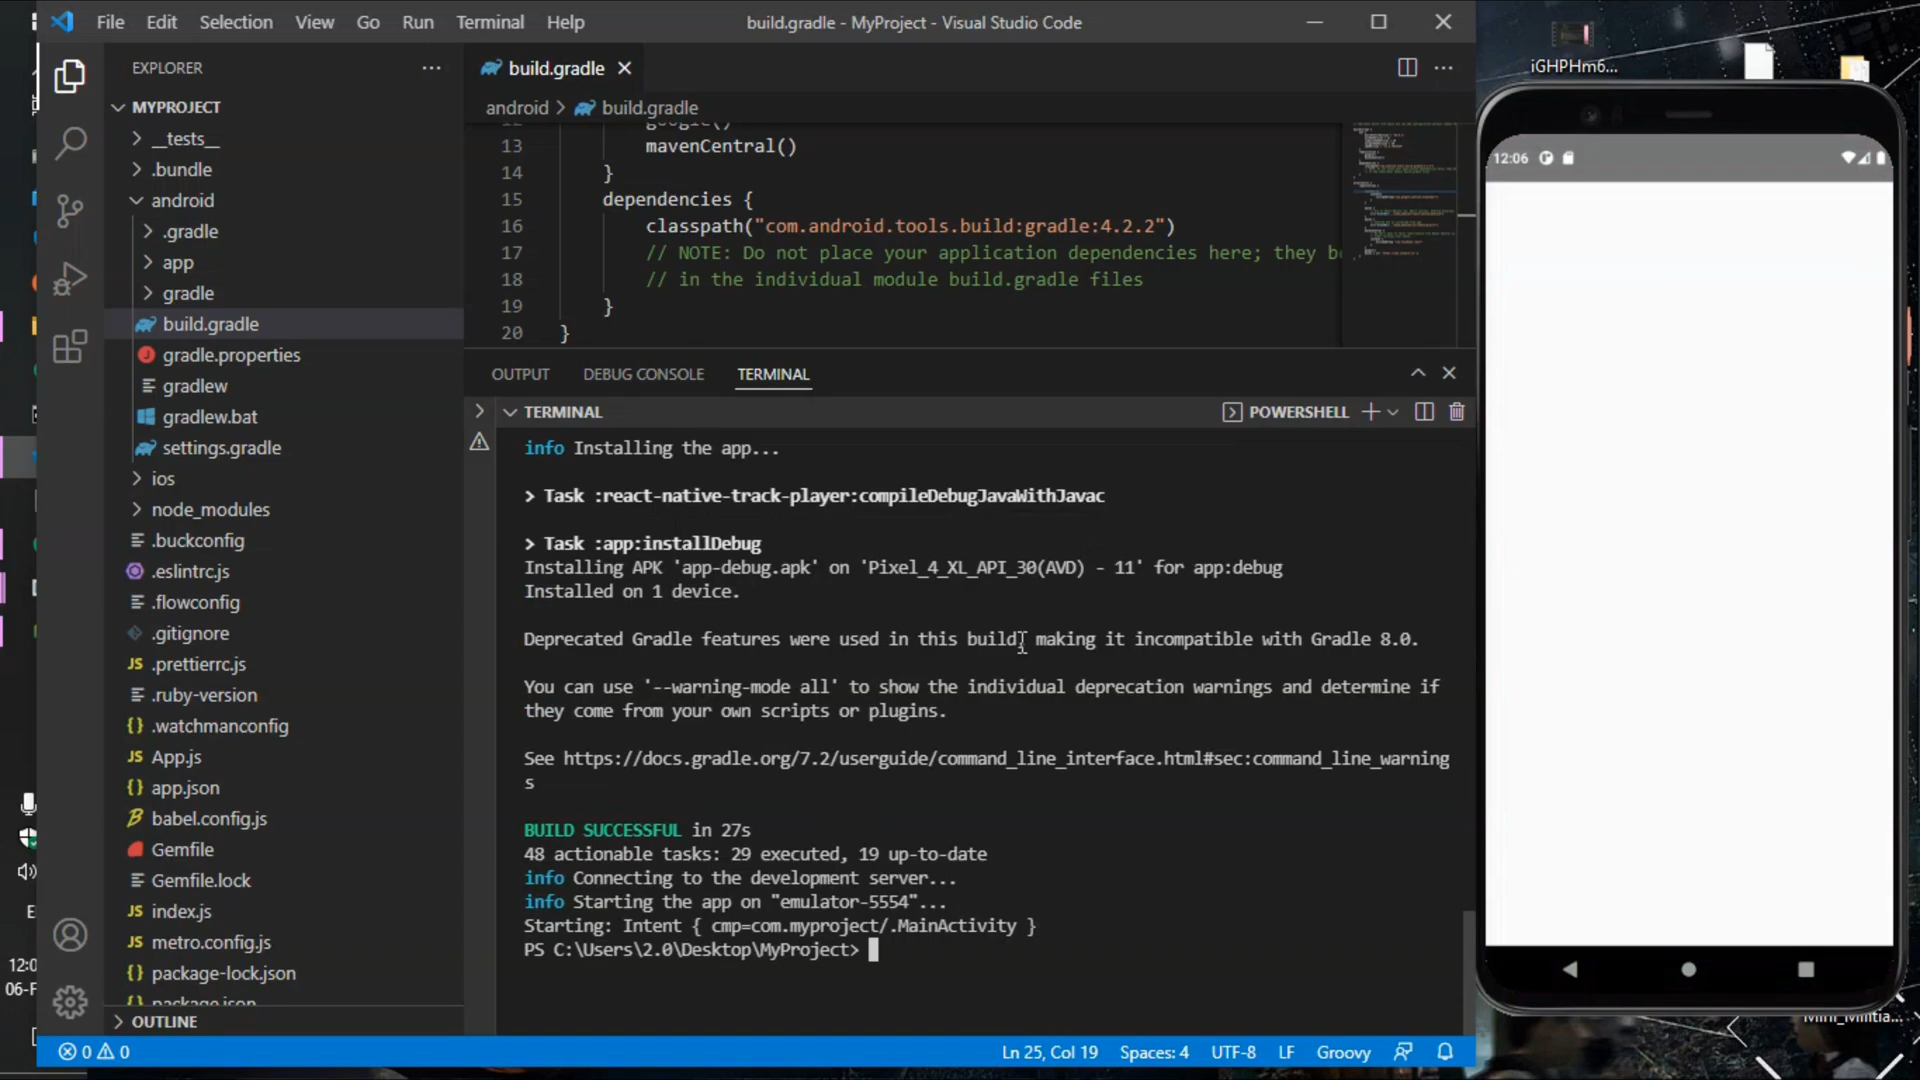 File Edit Selection View Go Run Terminal Help
build.gradle - MyProject - Visual Studio Code
EXPLORER
MYPROJECT
__tests__
.bundle
android
.gradle
app
gradle
build.gradle
gradle.properties
gradlew
gradlew.bat
settings.gradle
ios
node_modules
.buckconfig
.eslintrc.js
.flowconfig
.gitignore
.prettierrc.js
.ruby-version
.watchmanconfig
App.js
app.json
babel.config.js
Gemfile
Gemfile.lock
index.js
metro.config.js
package-lock.json
package.json
OUTLINE
build.gradle
android > build.gradle
12 google()
13 mavenCentral()
14 }
15 dependencies {
16 classpath("com.android.tools.build:gradle:4.2.2")
17 // NOTE: Do not place your application dependencies here; they be
18 // in the individual module build.gradle files
19 }
20 }
OUTPUT DEBUG CONSOLE TERMINAL
TERMINAL
POWERSHELL
info Installing the app...
> Task :react-native-track-player:compileDebugJavaWithJavac
> Task :app:installDebug
Installing APK 'app-debug.apk' on 'Pixel_4_XL_API_30(AVD) - 11' for app:debug
Installed on 1 device.
Deprecated Gradle features were used in this build, making it incompatible with Gradle 8.0.
You can use '--warning-mode all' to show the individual deprecation warnings and determine if
they come from your own scripts or plugins.
See https://docs.gradle.org/7.2/userguide/command_line_interface.html#sec:command_line_warning
s
BUILD SUCCESSFUL in 27s
48 actionable tasks: 29 executed, 19 up-to-date
info Connecting to the development server...
info Starting the app on "emulator-5554"...
Starting: Intent { cmp=com.myproject/.MainActivity }
PS C:\Users\2.0\Desktop\MyProject>
0 0
Ln 25, Col 19 Spaces: 4 UTF-8 LF Groovy
iGHPHm6...
12:06
Mini_Militia...
12:0
06-F